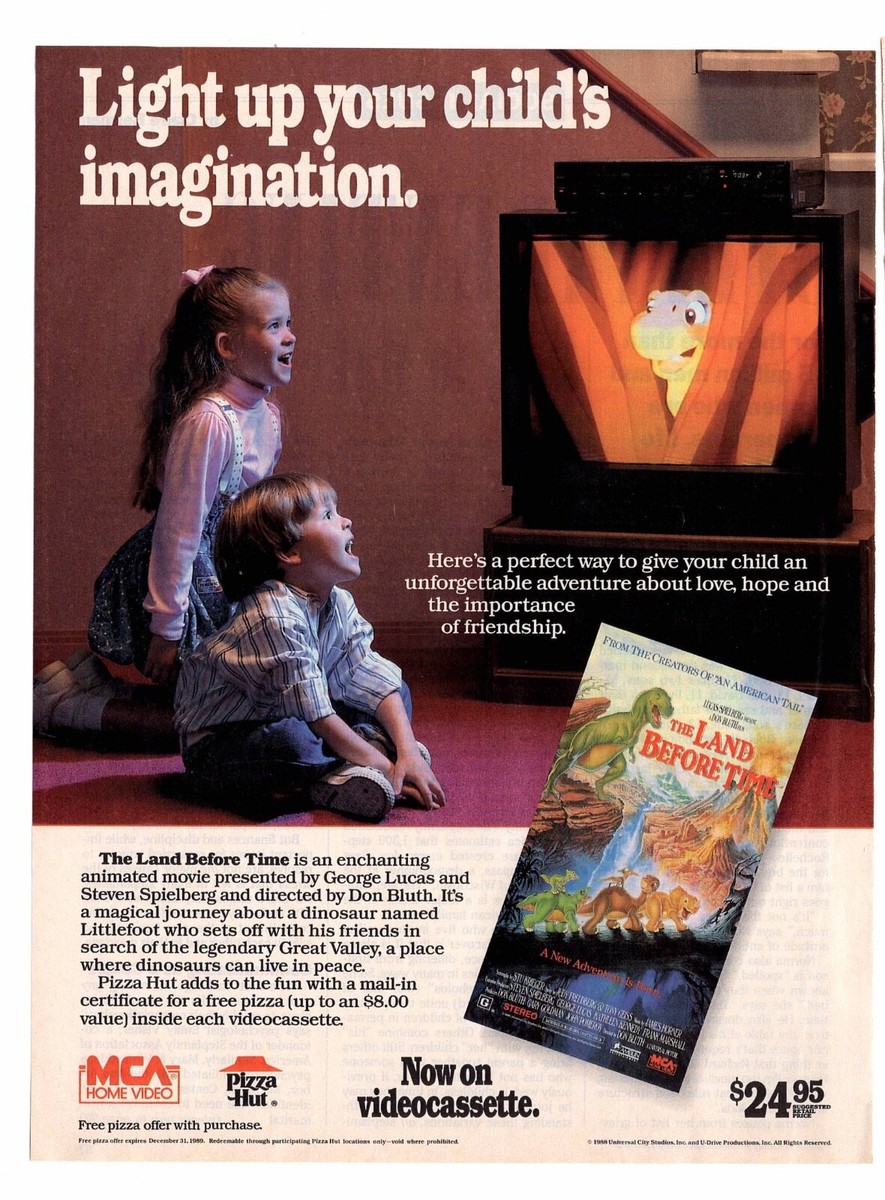 Light up your child's
imagination.
Here's a perfect way to give your child an
unforgettable adventure about love, hope and
the importance
of friendship.
FROM THE CREATORS OF "AN AMERICAN TAIL"
THE LAND
BEFORE TIME
A New Adventure Is Born.
G
STEREO
MCA
The Land Before Time is an enchanting
animated movie presented by George Lucas and
Steven Spielberg and directed by Don Bluth. It's
a magical journey about a dinosaur named
Littlefoot who sets off with his friends in
search of the legendary Great Valley, a place
where dinosaurs can live in peace.
Pizza Hut adds to the fun with a mail-in
certificate for a free pizza (up to an $8.00
value) inside each videocassette.
MCA
HOME VIDEO
Pizza
Hut®
Now on
videocassette.
$24.95
SUGGESTED
RETAIL
PRICE
Free pizza offer with purchase.
Free pizza offer expires December 31, 1989. Redeemable through participating Pizza Hut locations only—void where prohibited.
© 1988 Universal City Studios, Inc. and U-Drive Productions, Inc. All Rights Reserved.